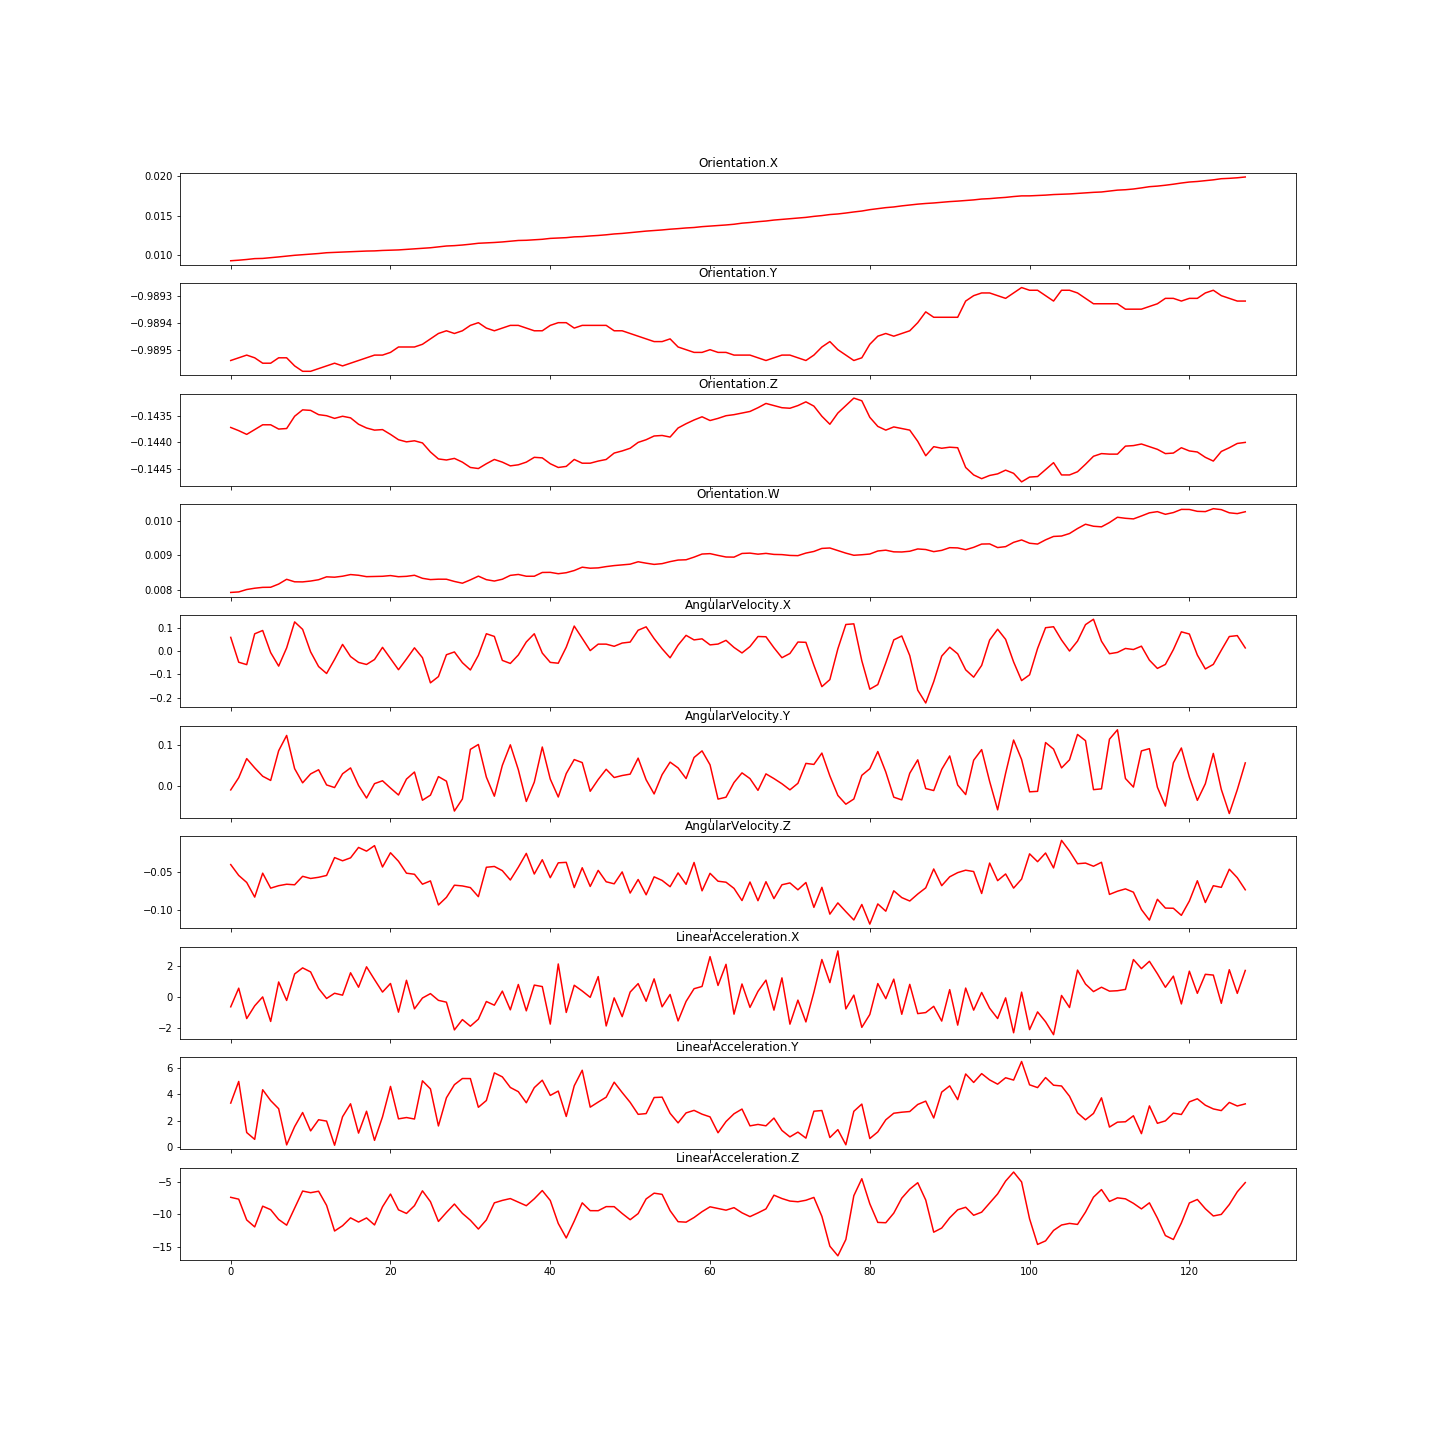 Orientation.X
0.020
0.015
0.010
Orientation.Y
−0.9893
−0.9894
−0.9895
Orientation.Z
−0.1435
−0.1440
−0.1445
Orientation.W
0.010
0.009
0.008
AngularVelocity.X
0.1
0.0
−0.1
−0.2
AngularVelocity.Y
0.1
0.0
AngularVelocity.Z
−0.05
−0.10
LinearAcceleration.X
2
0
−2
LinearAcceleration.Y
6
4
2
0
LinearAcceleration.Z
−5
−10
−15
0 20 40 60 80 100 120